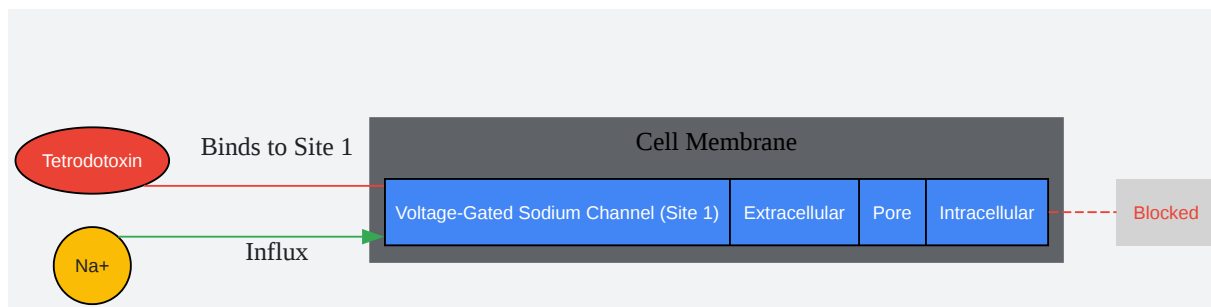 Cell Membrane
Tetrodotoxin
Binds to Site 1
Voltage-Gated Sodium Channel (Site 1)
Extracellular
Pore
Intracellular
Blocked
Na+
Influx